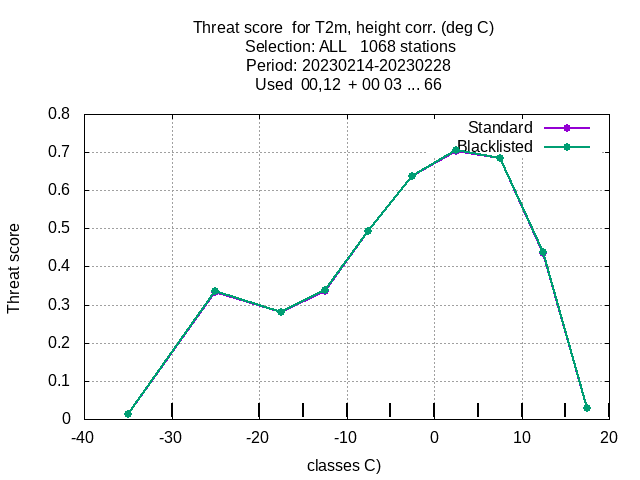 Threat score  for T2m, height corr. (deg C)
Selection: ALL   1068 stations
Period: 20230214-20230228
Used  00,12  + 00 03 ... 66
Standard
Blacklisted
0.8
0.7
0.6
0.5
0.4
0.3
0.2
0.1
0
Threat score
-40 -30 -20 -10 0 10 20
classes C)